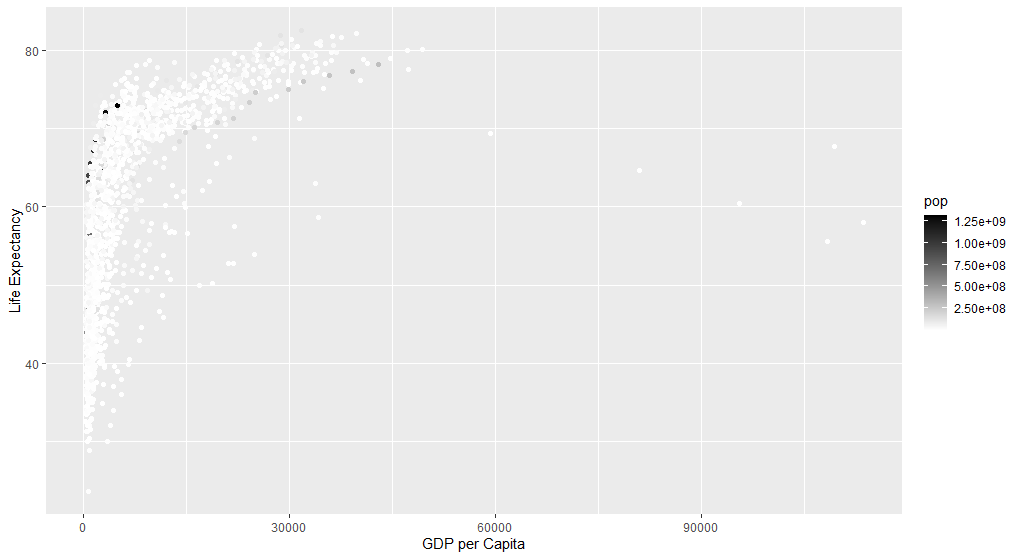 80
60
40
Life Expectancy
0
30000
60000
90000
GDP per Capita
pop
1.25e+09
1.00e+09
7.50e+08
5.00e+08
2.50e+08